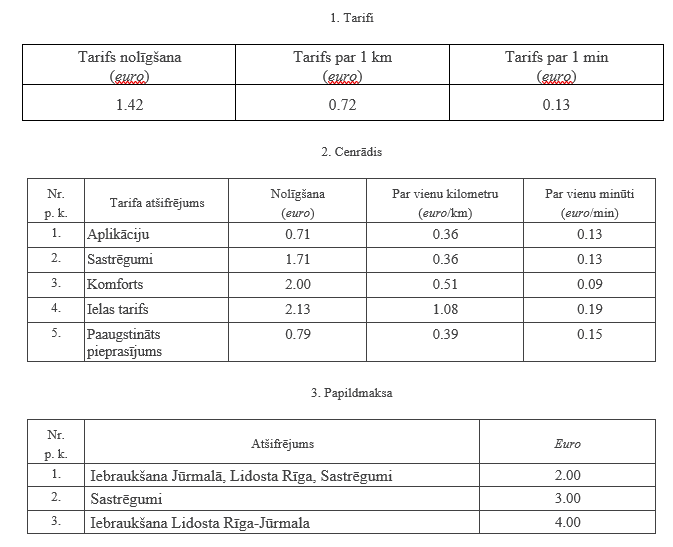 1. Tarifi
Tarifs nolīgšana Tarifs par 1 km Tarifs par 1 min
(euro) (euro) (euro)
1.42 0.72 0.13
2. Cenrādis
Nr. p. k. Tarifa atšifrējums Nolīgšana (euro) Par vienu kilometru (euro/km) Par vienu minūti (euro/min)
1. Aplikāciju 0.71 0.36 0.13
2. Sastrēgumi 1.71 0.36 0.13
3. Komforts 2.00 0.51 0.09
4. Ielas tarifs 2.13 1.08 0.19
5. Paaugstināts 0.79 0.39 0.15
pieprasījums
3. Papildmaksa
Nr. p. k. Atšifrējums Euro
1. Iebraukšana Jūrmalā, Lidosta Rīga, Sastrēgumi 2.00
2. Sastrēgumi 3.00
3. Iebraukšana Lidosta Rīga-Jūrmala 4.00